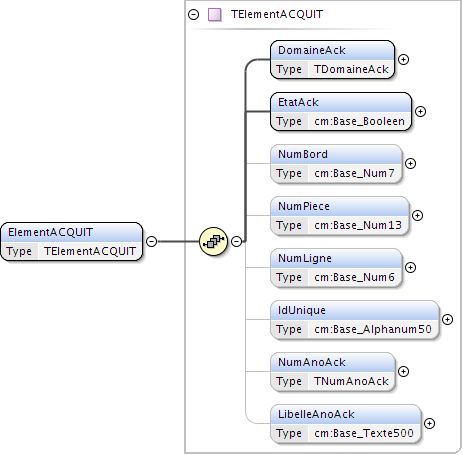 TElementACQUIT
DomaineAck
Type TDomaineAck
EtatAck
Type cm:Base_Booleen
NumBord
Type cm:Base_Num7
NumPiece
Type cm:Base_Num13
ElementACQUIT
Type TElementACQUIT
NumLigne
Type cm:Base_Num6
IdUnique
Type cm:Base_Alphanum50
NumAnoAck
Type TNumAnoAck
LibelleAnoAck
Type cm:Base_Texte500